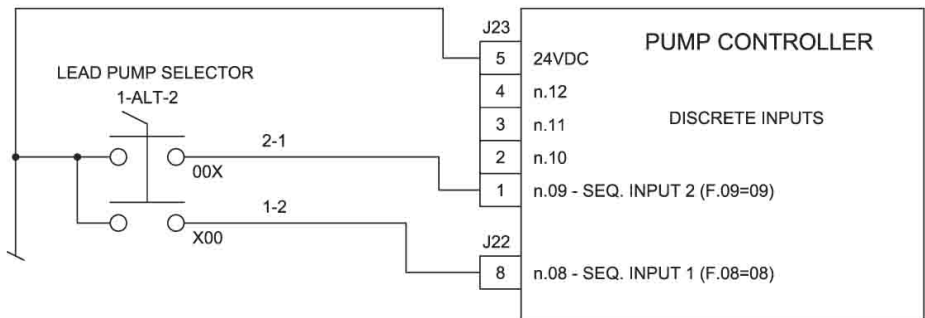 J23
PUMP CONTROLLER
5 24VDC
LEAD PUMP SELECTOR
4 n.12
1-ALT-2
3 n.11
DISCRETE INPUTS
2-1
2 n.10
00X
1 n.09 - SEQ. INPUT 2 (F.09=09)
1-2
X00
J22
8 n.08 - SEQ. INPUT 1 (F.08=08)